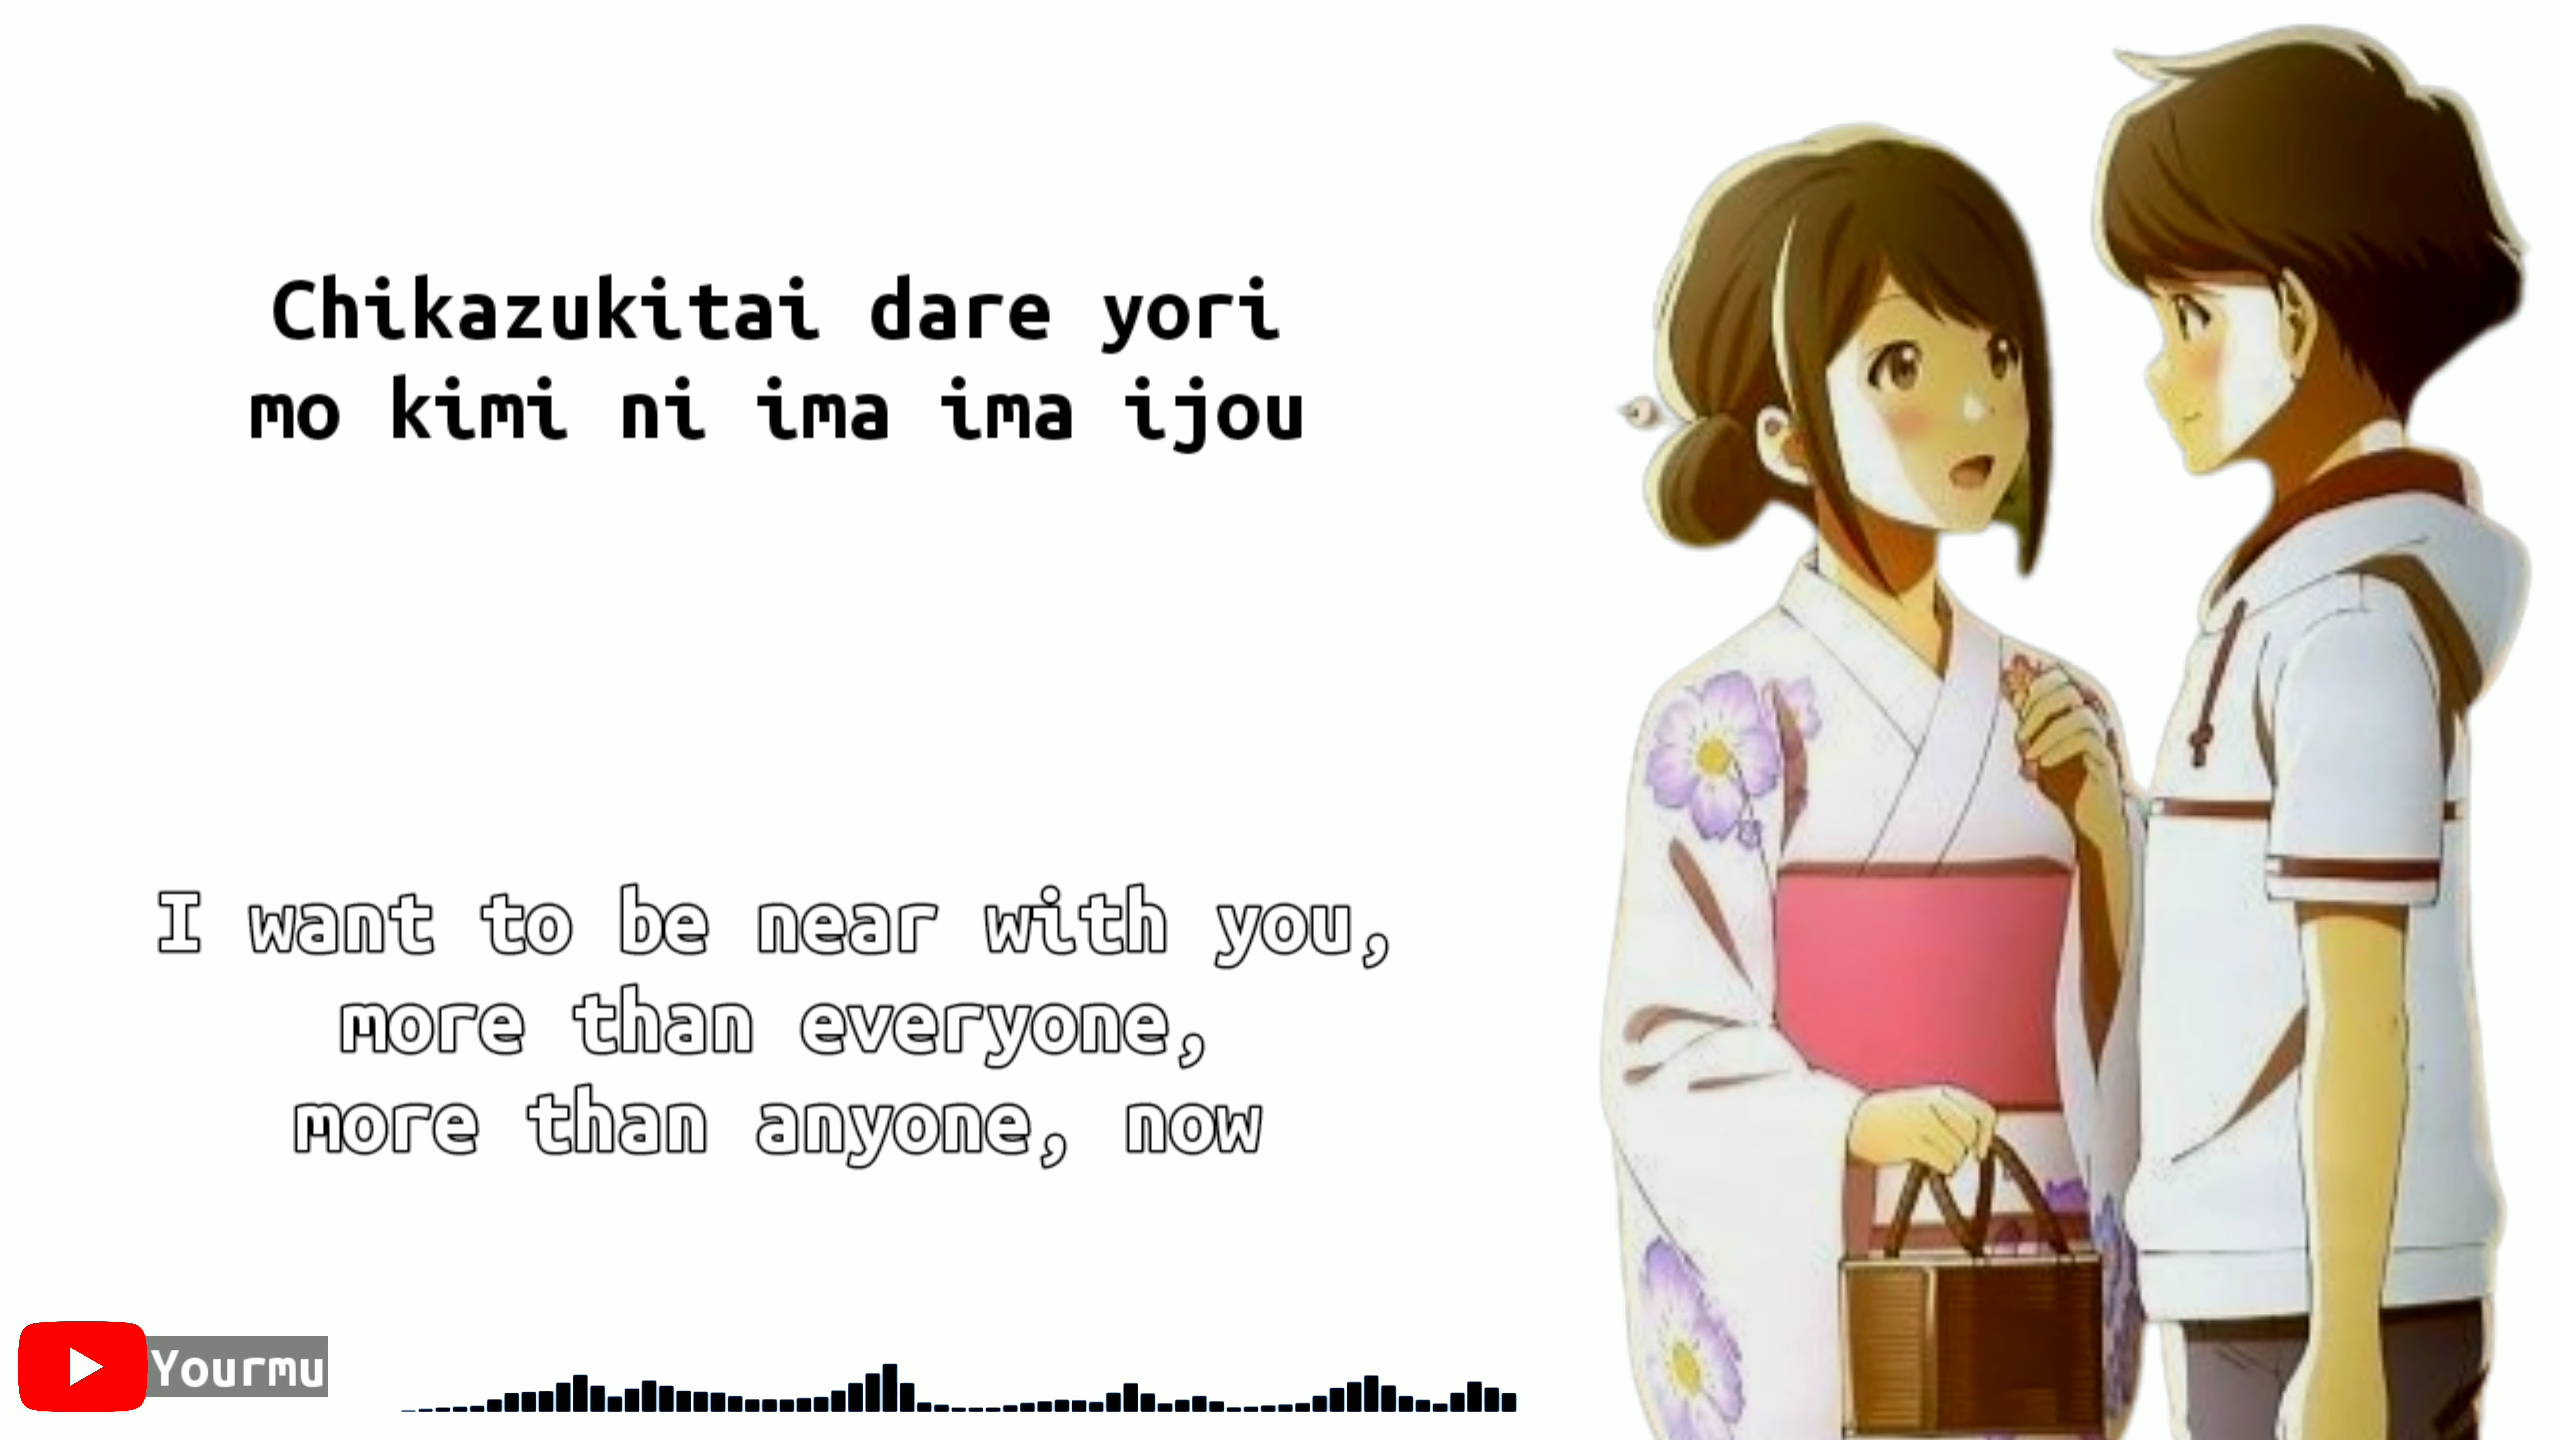 Chikazukitai dare yori
mo kimi ni ima ima ijou
I want to be near with you,
more than everyone,
more than anyone, now
Yourmu